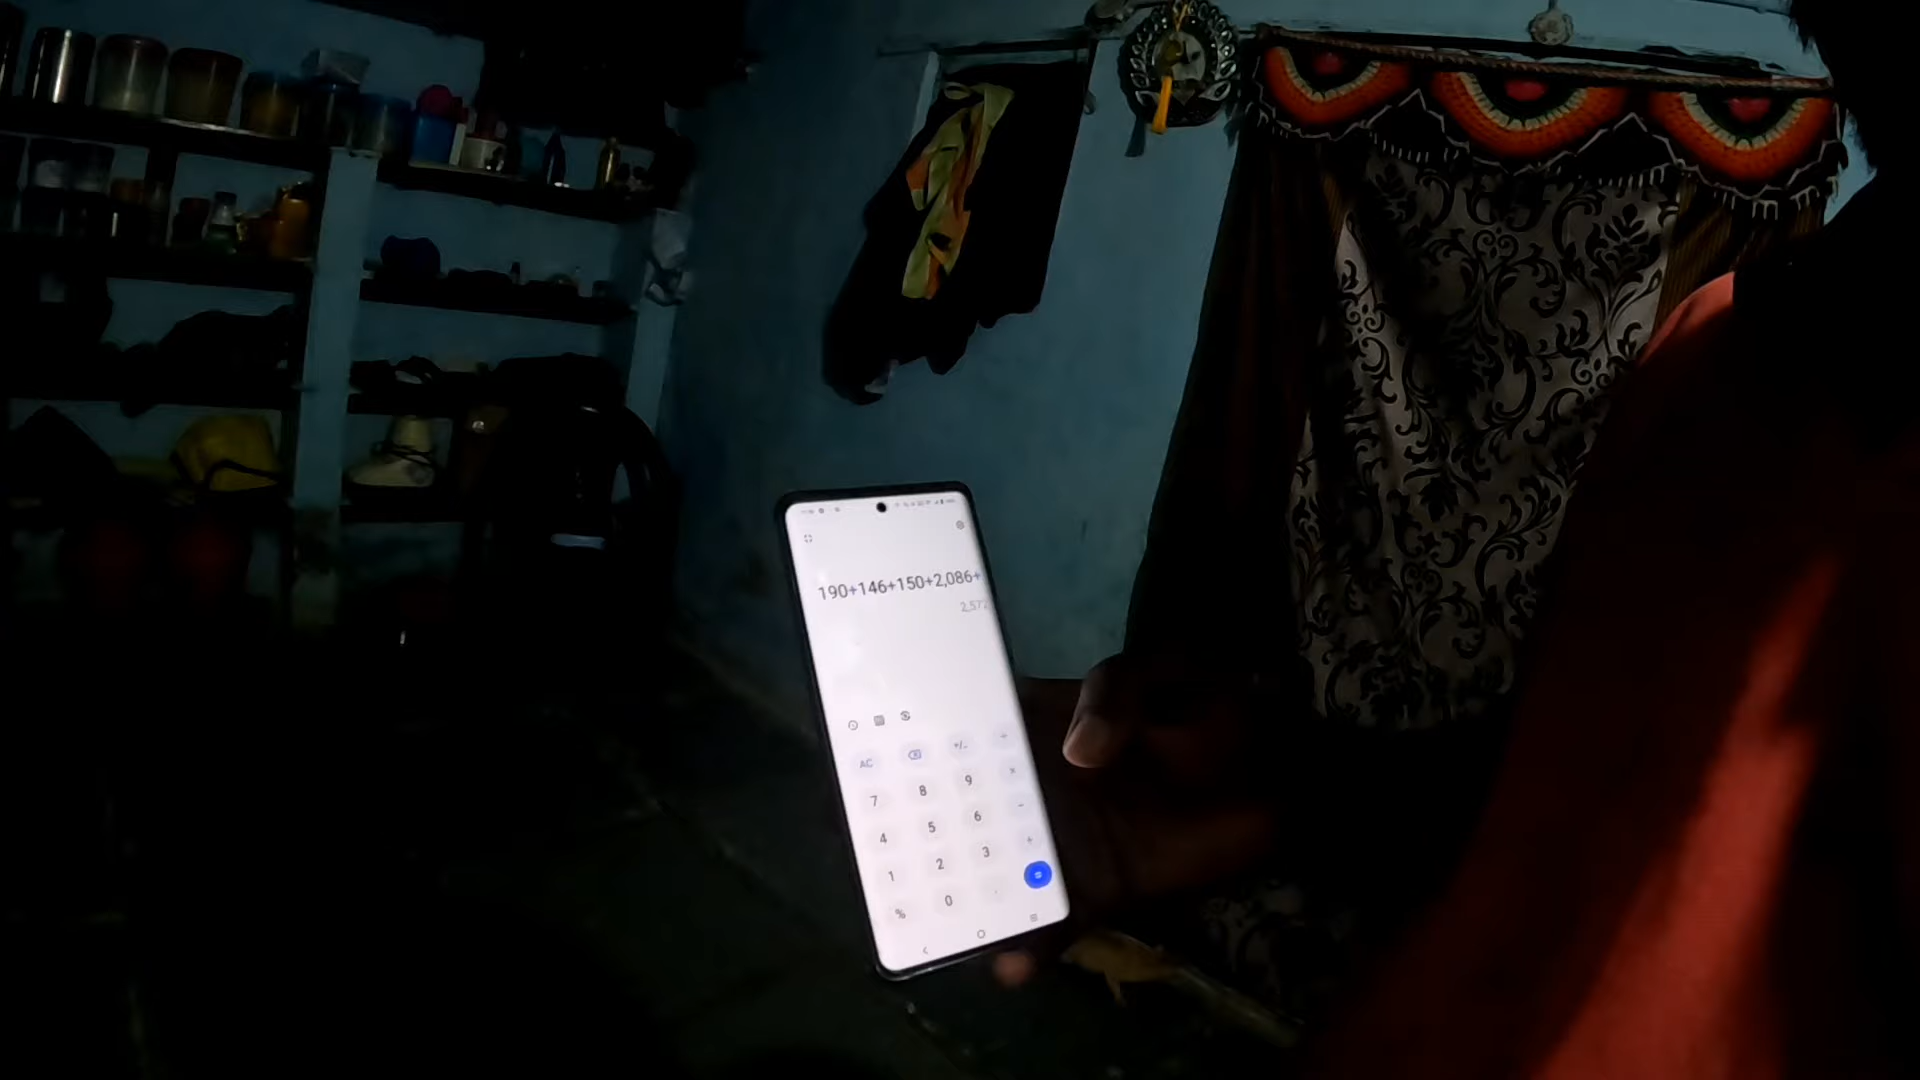 190+146+150+2,086+
2,572
AC +/- ÷
7 8 9 ×
4 5 6 -
1 2 3 +
% 0 . =